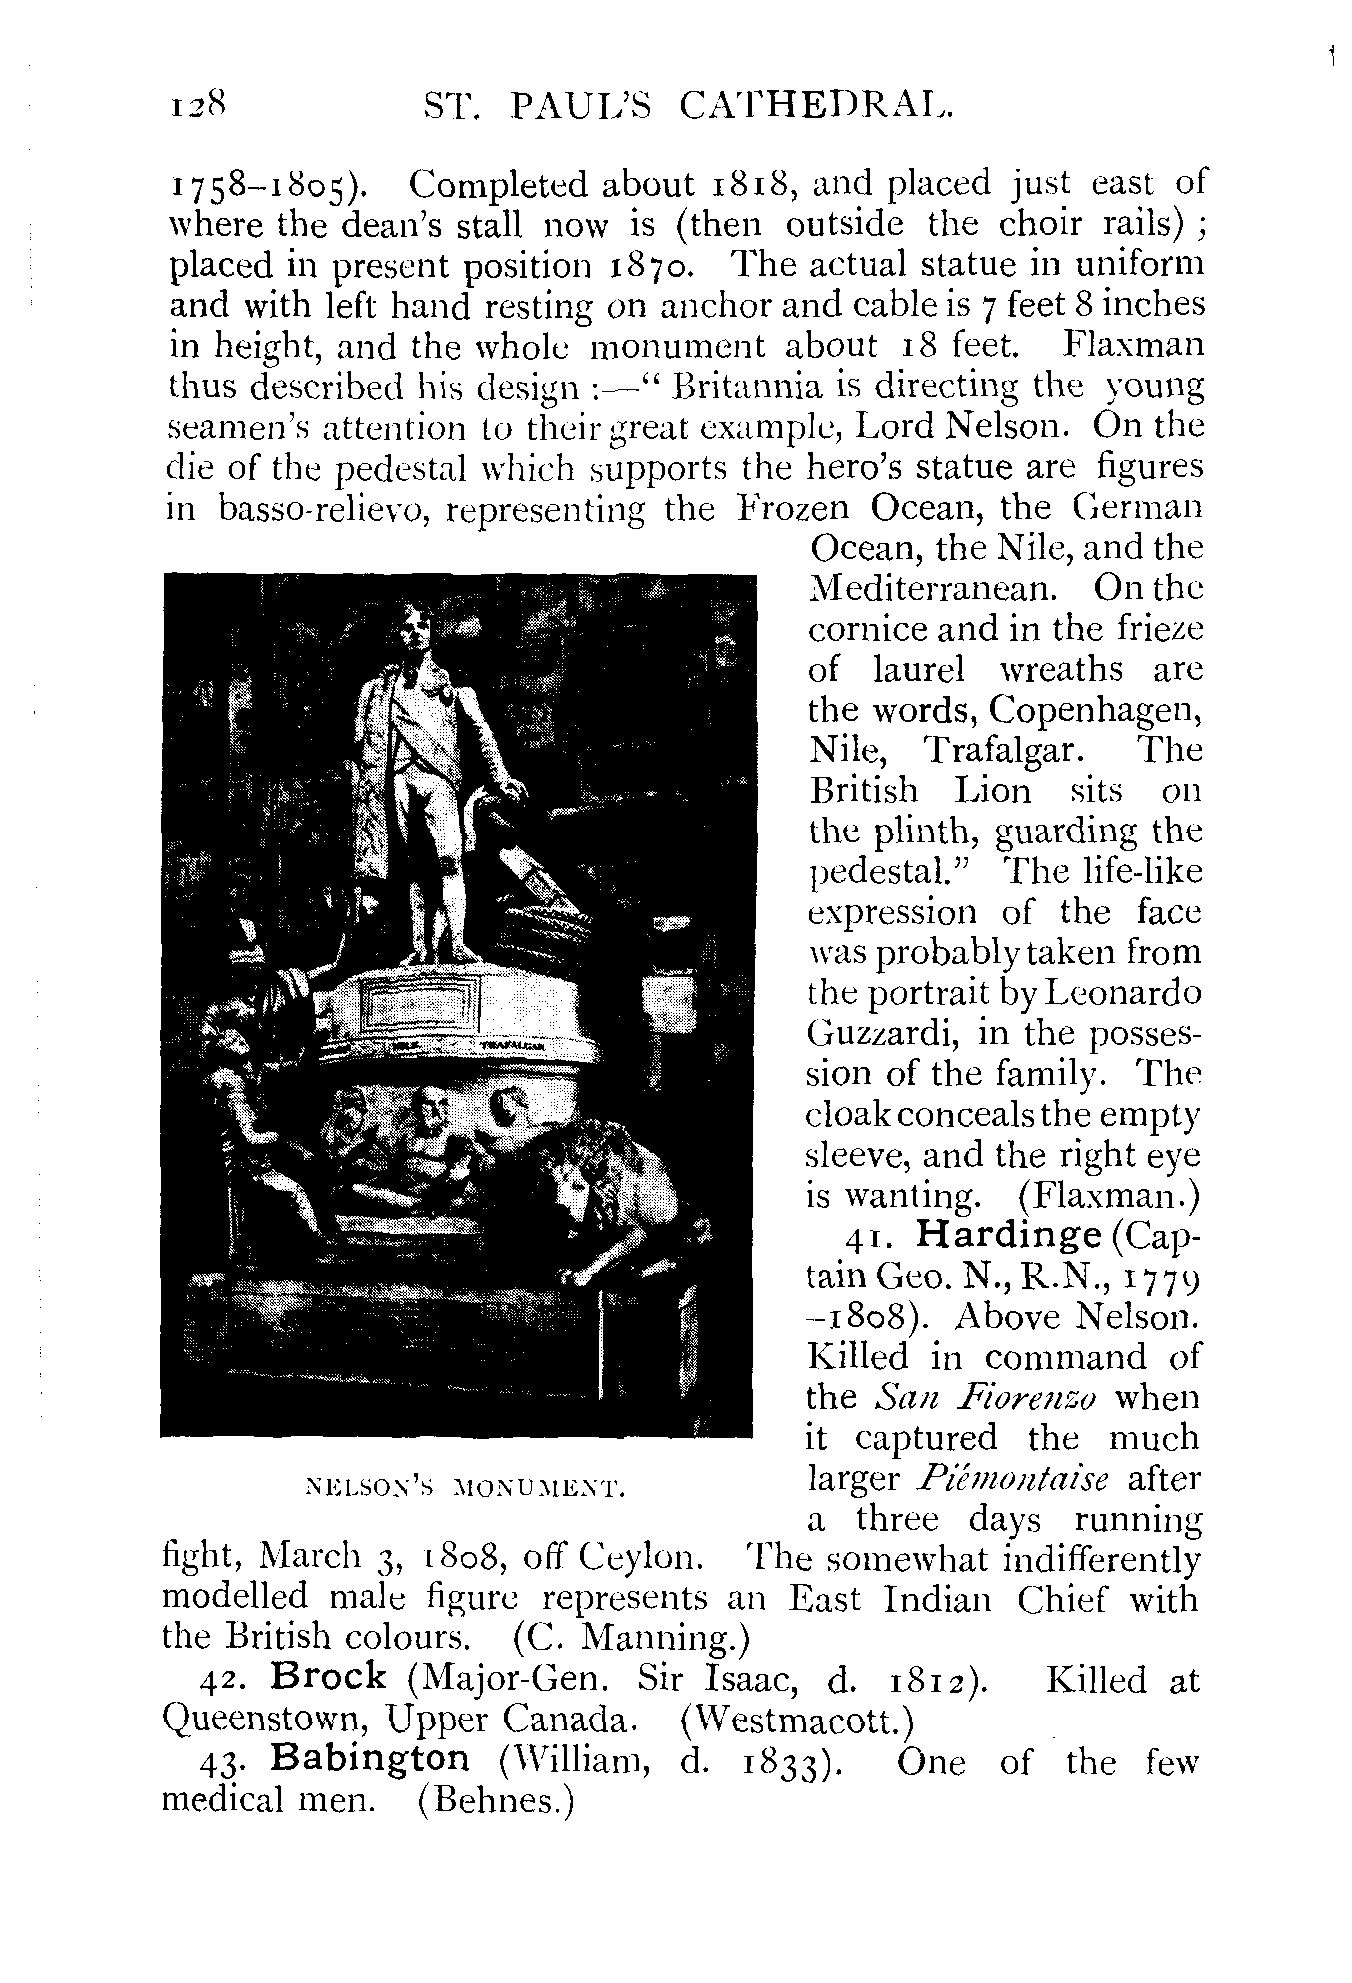 128 ST. PAUL'S CATHEDRAL.
1758–1805). Completed about 1818, and placed just east of
where the dean's stall now is (then outside the choir rails) ;
placed in present position 1870. The actual statue in uniform
and with left hand resting on anchor and cable is 7 feet 8 inches
in height, and the whole monument about 18 feet. Flaxman
thus described his design :—“ Britannia is directing the young
seamen's attention to their great example, Lord Nelson. On the
die of the pedestal which supports the hero's statue are figures
in basso-relievo, representing the Frozen Ocean, the German
Ocean, the Nile, and the
Mediterranean. On the
cornice and in the frieze
of laurel wreaths are
the words, Copenhagen,
Nile, Trafalgar. The
British Lion sits on
the plinth, guarding the
pedestal.” The life-like
expression of the face
was probably taken from
the portrait by Leonardo
Guzzardi, in the posses-
sion of the family. The
cloak conceals the empty
sleeve, and the right eye
is wanting. (Flaxman.)
41. Hardinge (Cap-
tain Geo. N., R.N., 1779
–1808). Above Nelson.
Killed in command of
the San Fiorenzo when
it captured the much
larger Piémontaise after
a three days running
NILE TRAFALGAR
NELSON'S MONUMENT.
fight, March 3, 1808, off Ceylon. The somewhat indifferently
modelled male figure represents an East Indian Chief with
the British colours. (C. Manning.)
42. Brock (Major-Gen. Sir Isaac, d. 1812). Killed at
Queenstown, Upper Canada. (Westmacott.)
43. Babington (William, d. 1833). One of the few
medical men. (Behnes.)